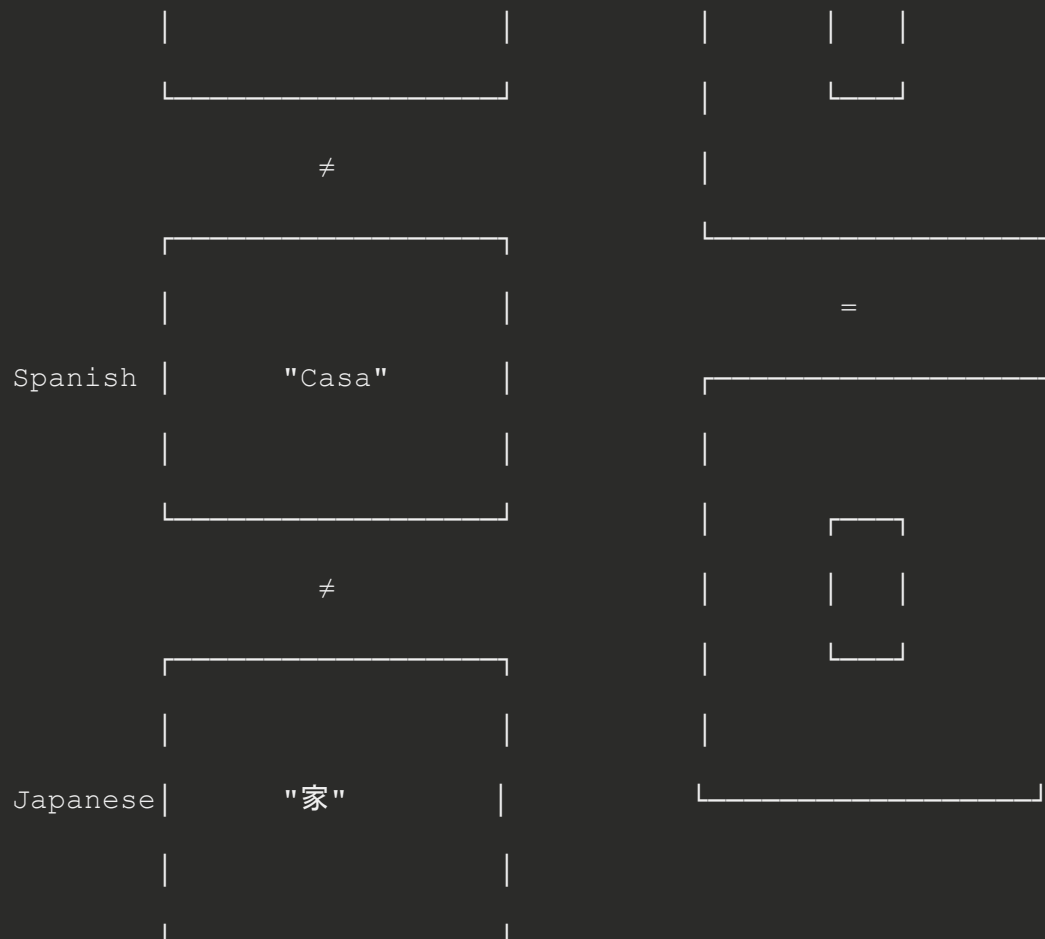 ≠
=
Spanish "Casa"
≠
Japanese "家"